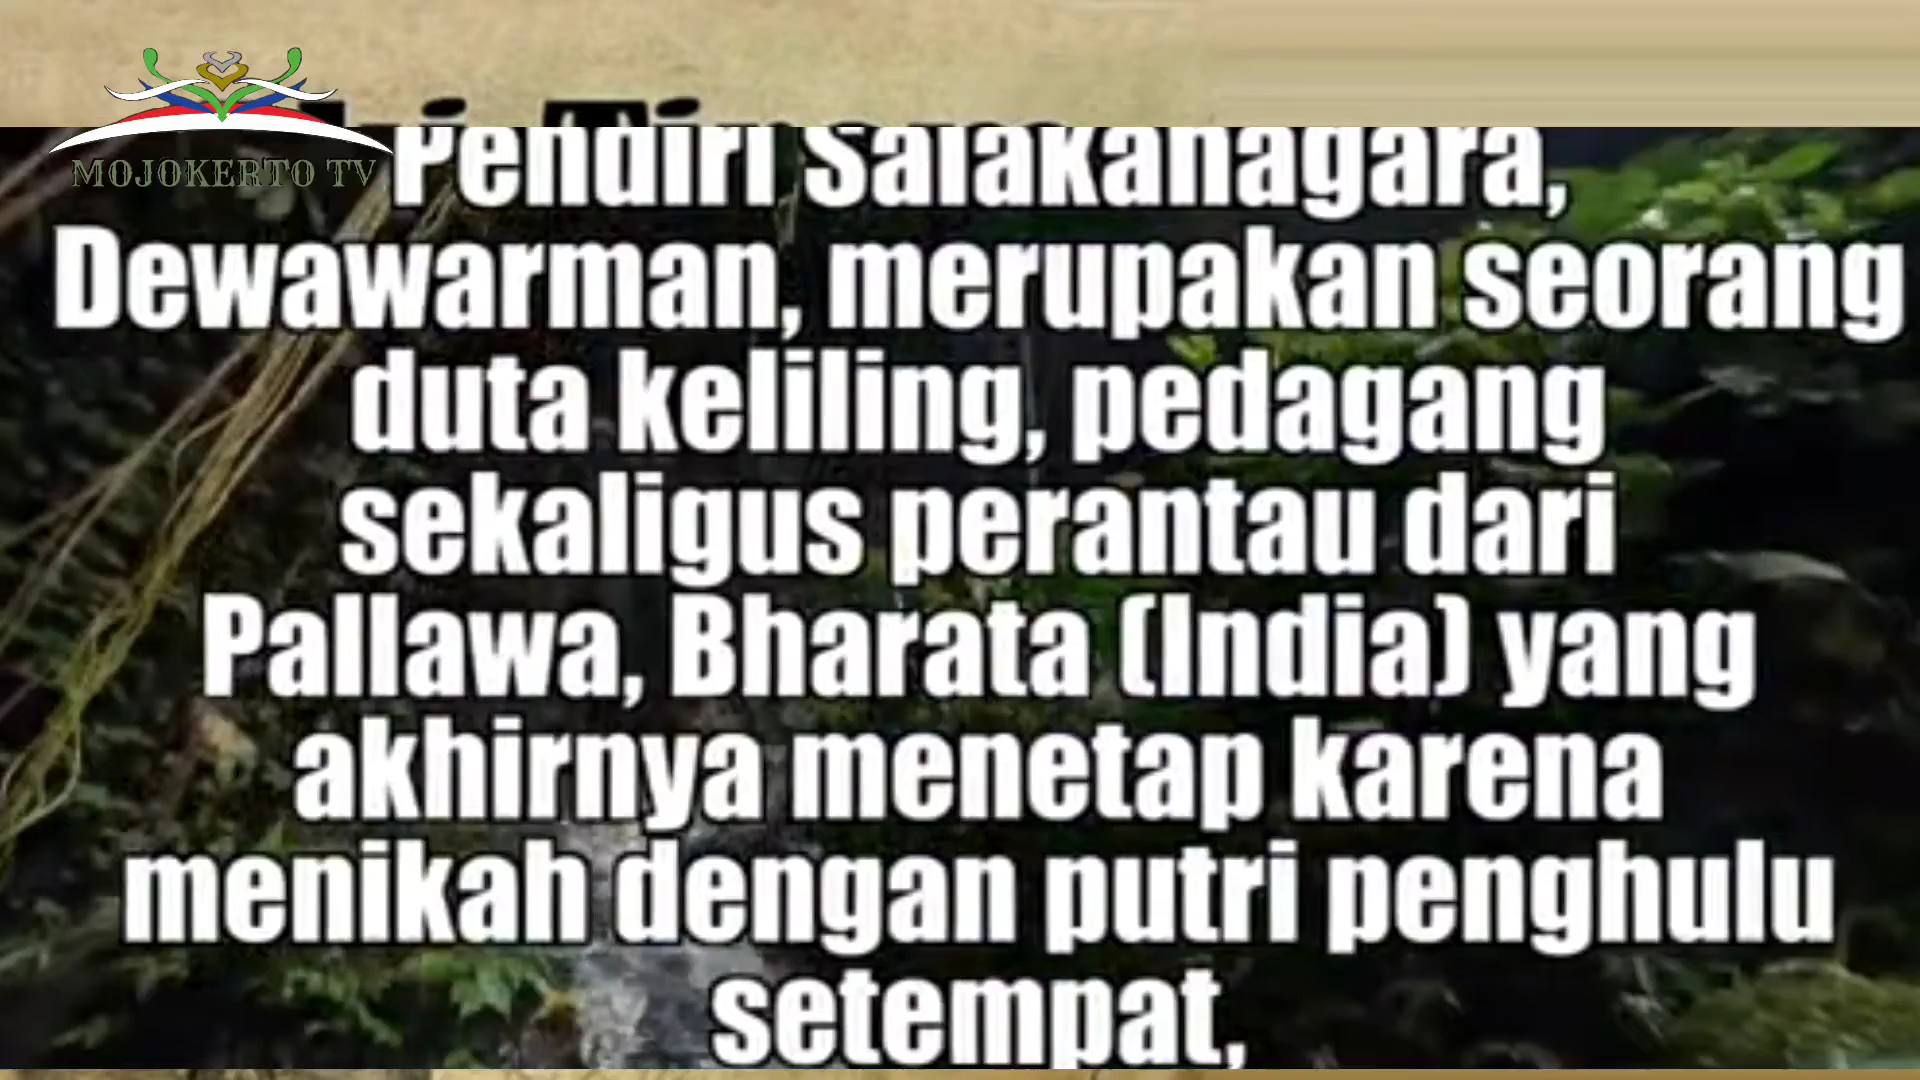 MOJOKERTO TV
Pendiri Salakanagara,
Dewawarman, merupakan seorang
duta keliling, pedagang
sekaligus perantau dari
Pallawa, Bharata (India) yang
akhirnya menetap karena
menikah dengan putri penghulu
setempat,